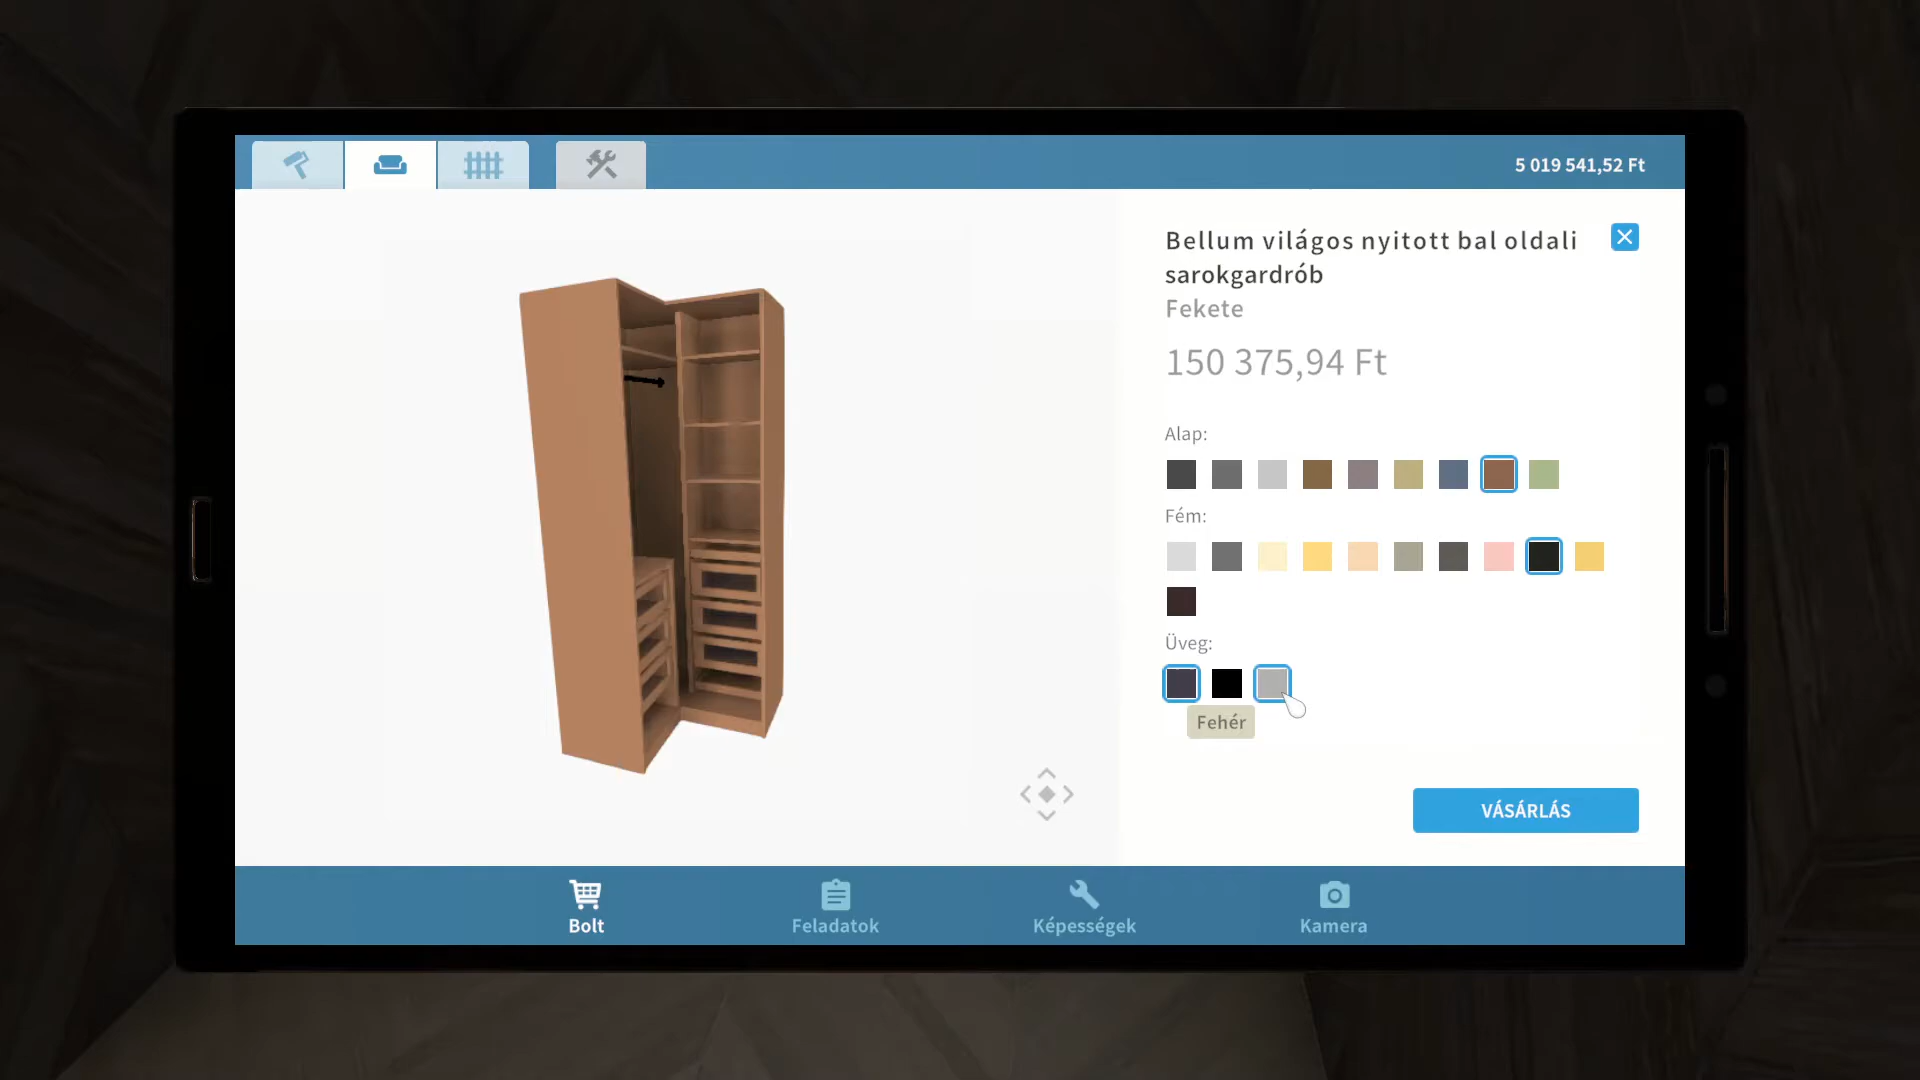 5 019 541,52 Ft
Bellum világos nyitott bal oldali
sarokgardrób
Fekete
150 375,94 Ft
Alap:
Fém:
Üveg:
Fehér
VÁSÁRLÁS
Bolt
Feladatok
Képességek
Kamera